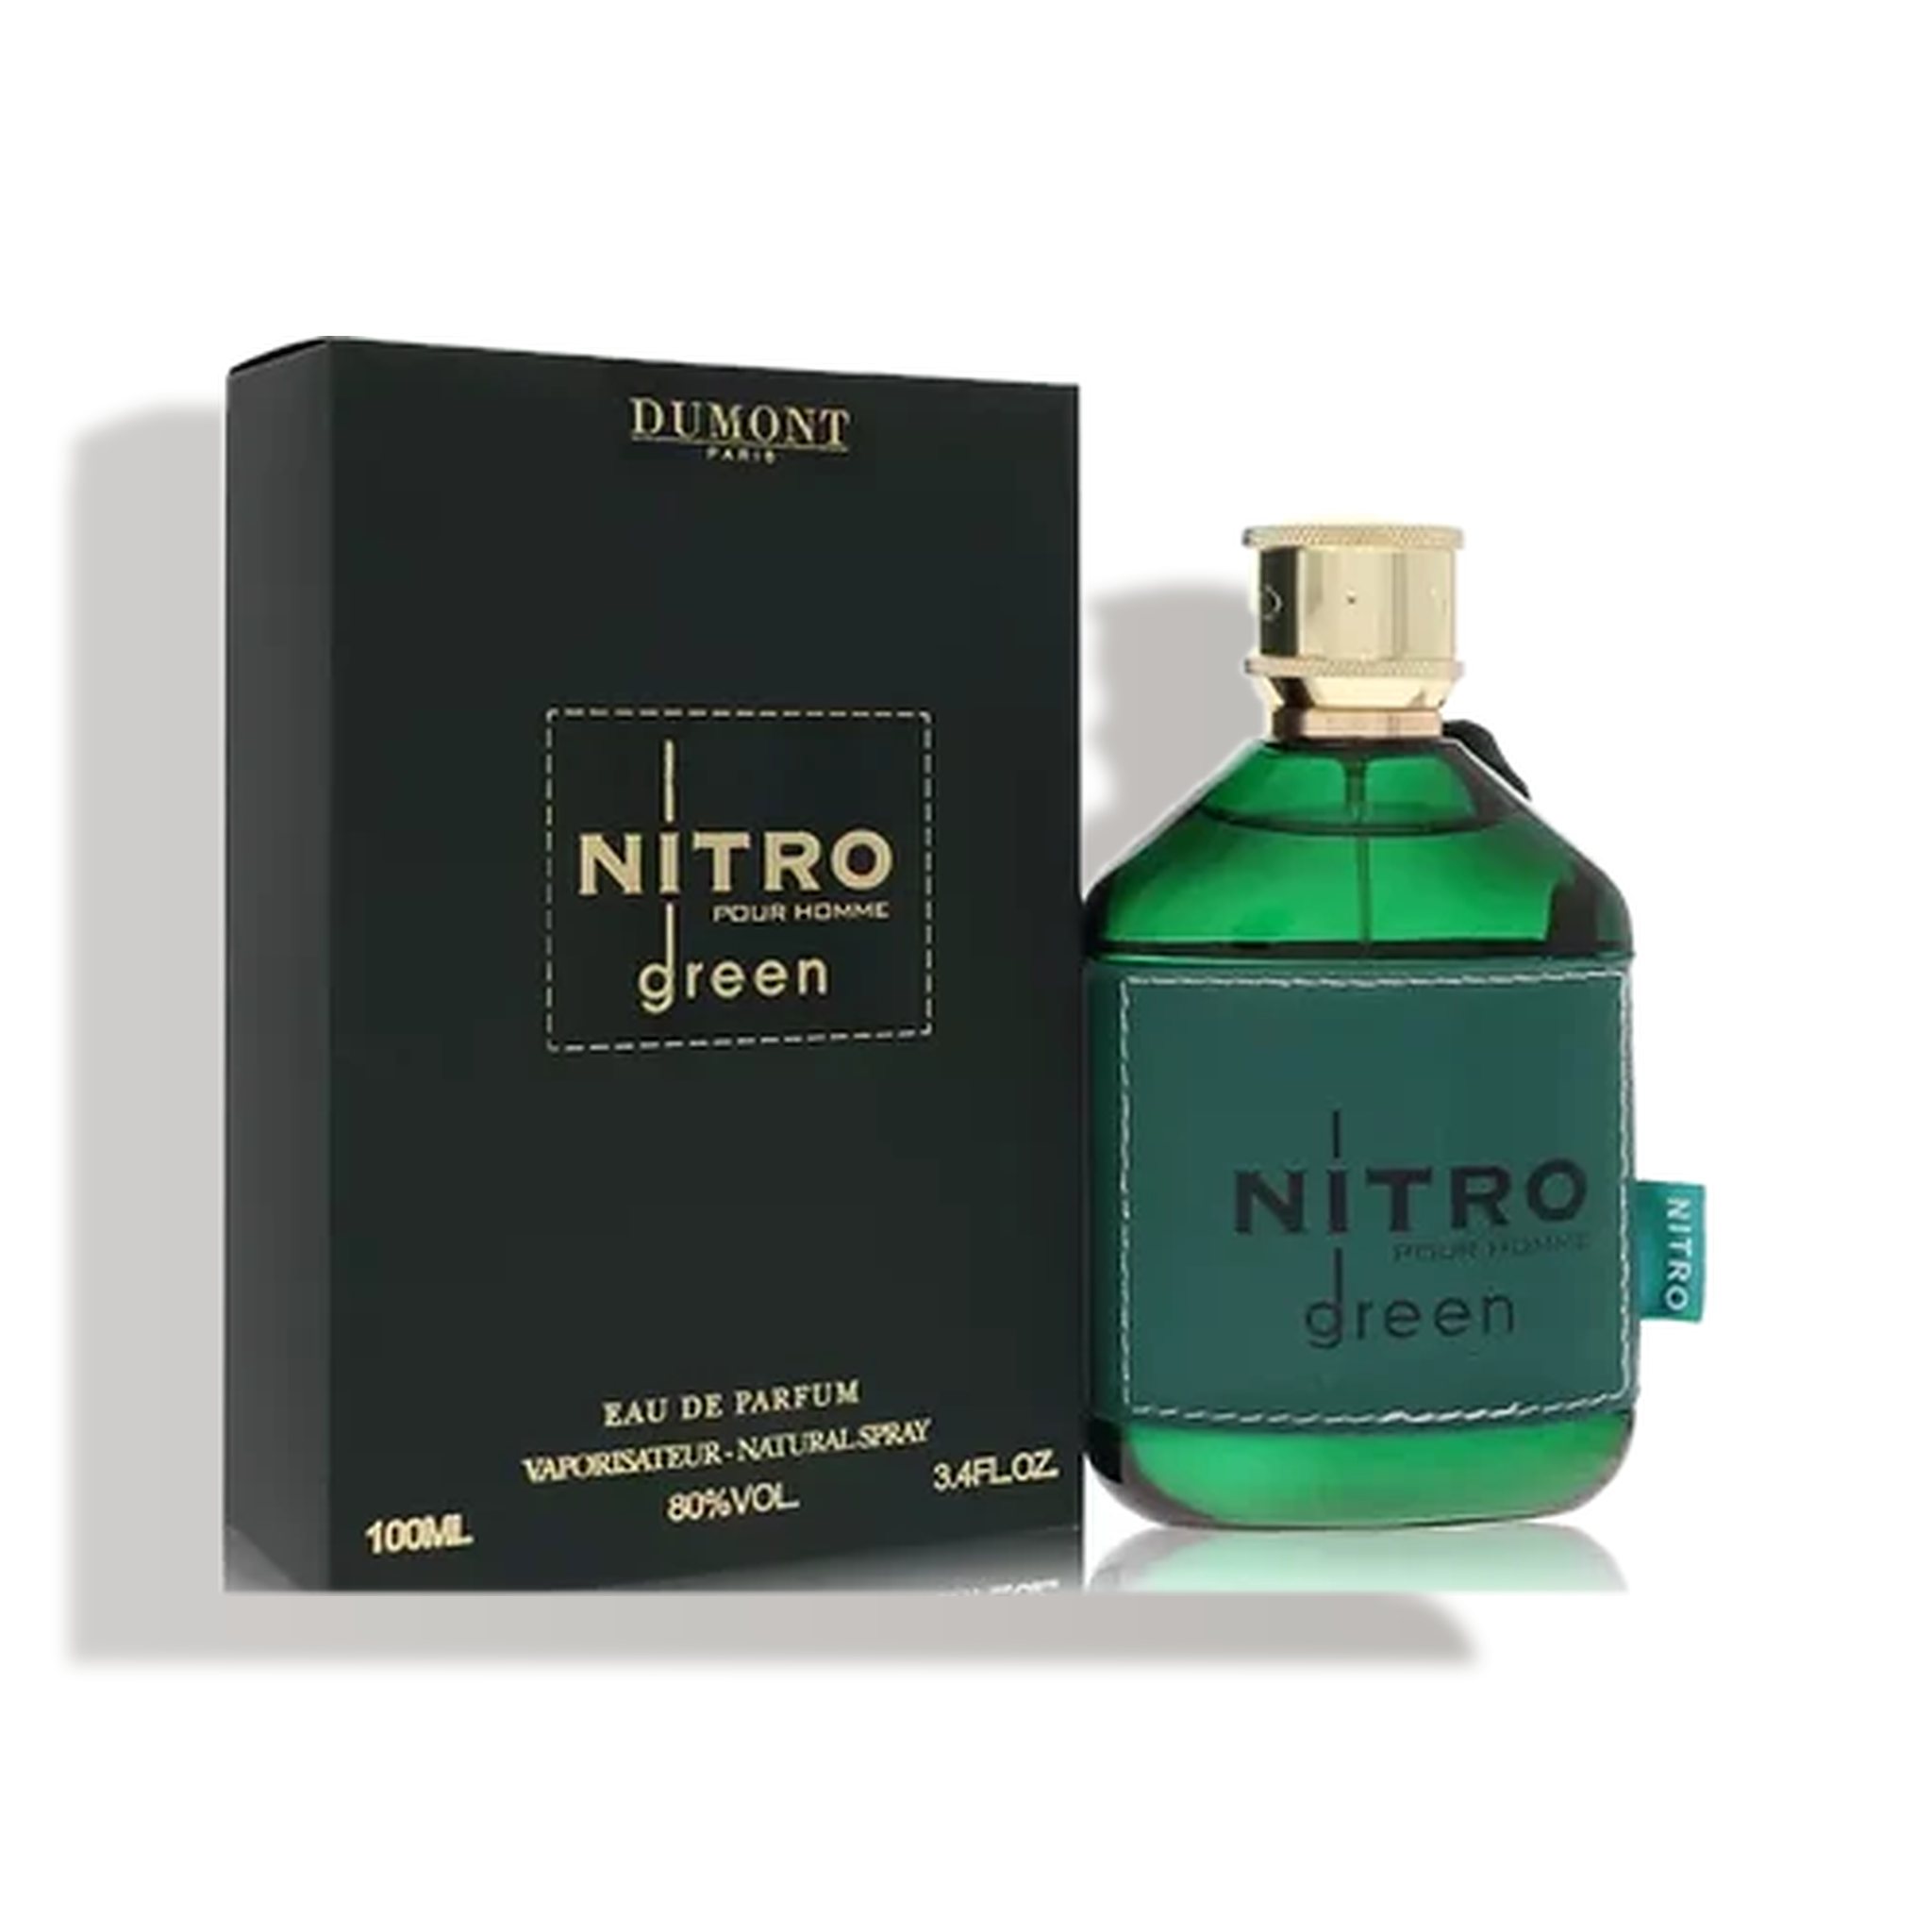 DUMONT
PARIS
NITRO
POUR HOMME
green
EAU DE PARFUM
VAPORISATEUR - NATURAL SPRAY
80%VOL.
100ML
3.4FL.OZ.
NITRO
POUR HOMME
green
NITRO